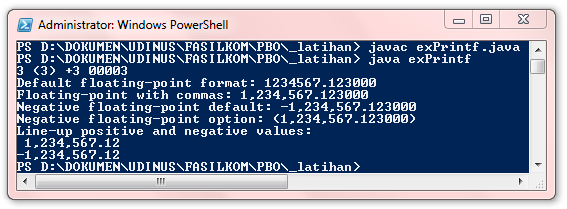 Administrator: Windows PowerShell
PS D:\DOKUMEN\UDINUS\FASILKOM\PBO\_latihan> javac exPrintf.java
PS D:\DOKUMEN\UDINUS\FASILKOM\PBO\_latihan> java exPrintf
3 (3) +3 00003
Default floating-point format: 1234567.123000
Floating-point with commas: 1,234,567.123000
Negative floating-point default: -1,234,567.123000
Negative floating-point option: (1,234,567.123000)
Line-up positive and negative values:
 1,234,567.12
-1,234,567.12
PS D:\DOKUMEN\UDINUS\FASILKOM\PBO\_latihan>